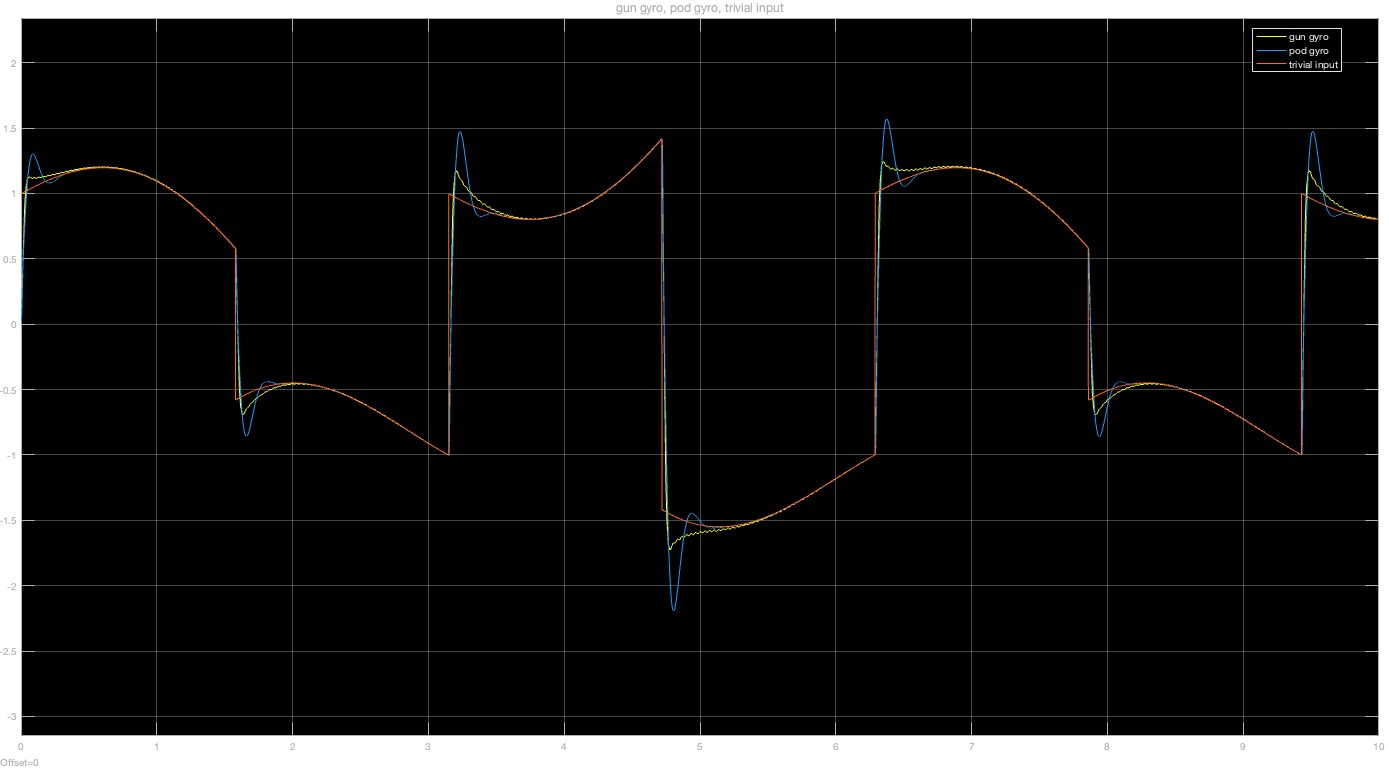 gun gyro, pod gyro, trivial input
gun gyro
pod gyro
trivial input
2
1.5
1
0.5
0
-0.5
-1
-1.5
-2
-2.5
-3
0 1 2 3 4 5 6 7 8 9 10
Offset=0